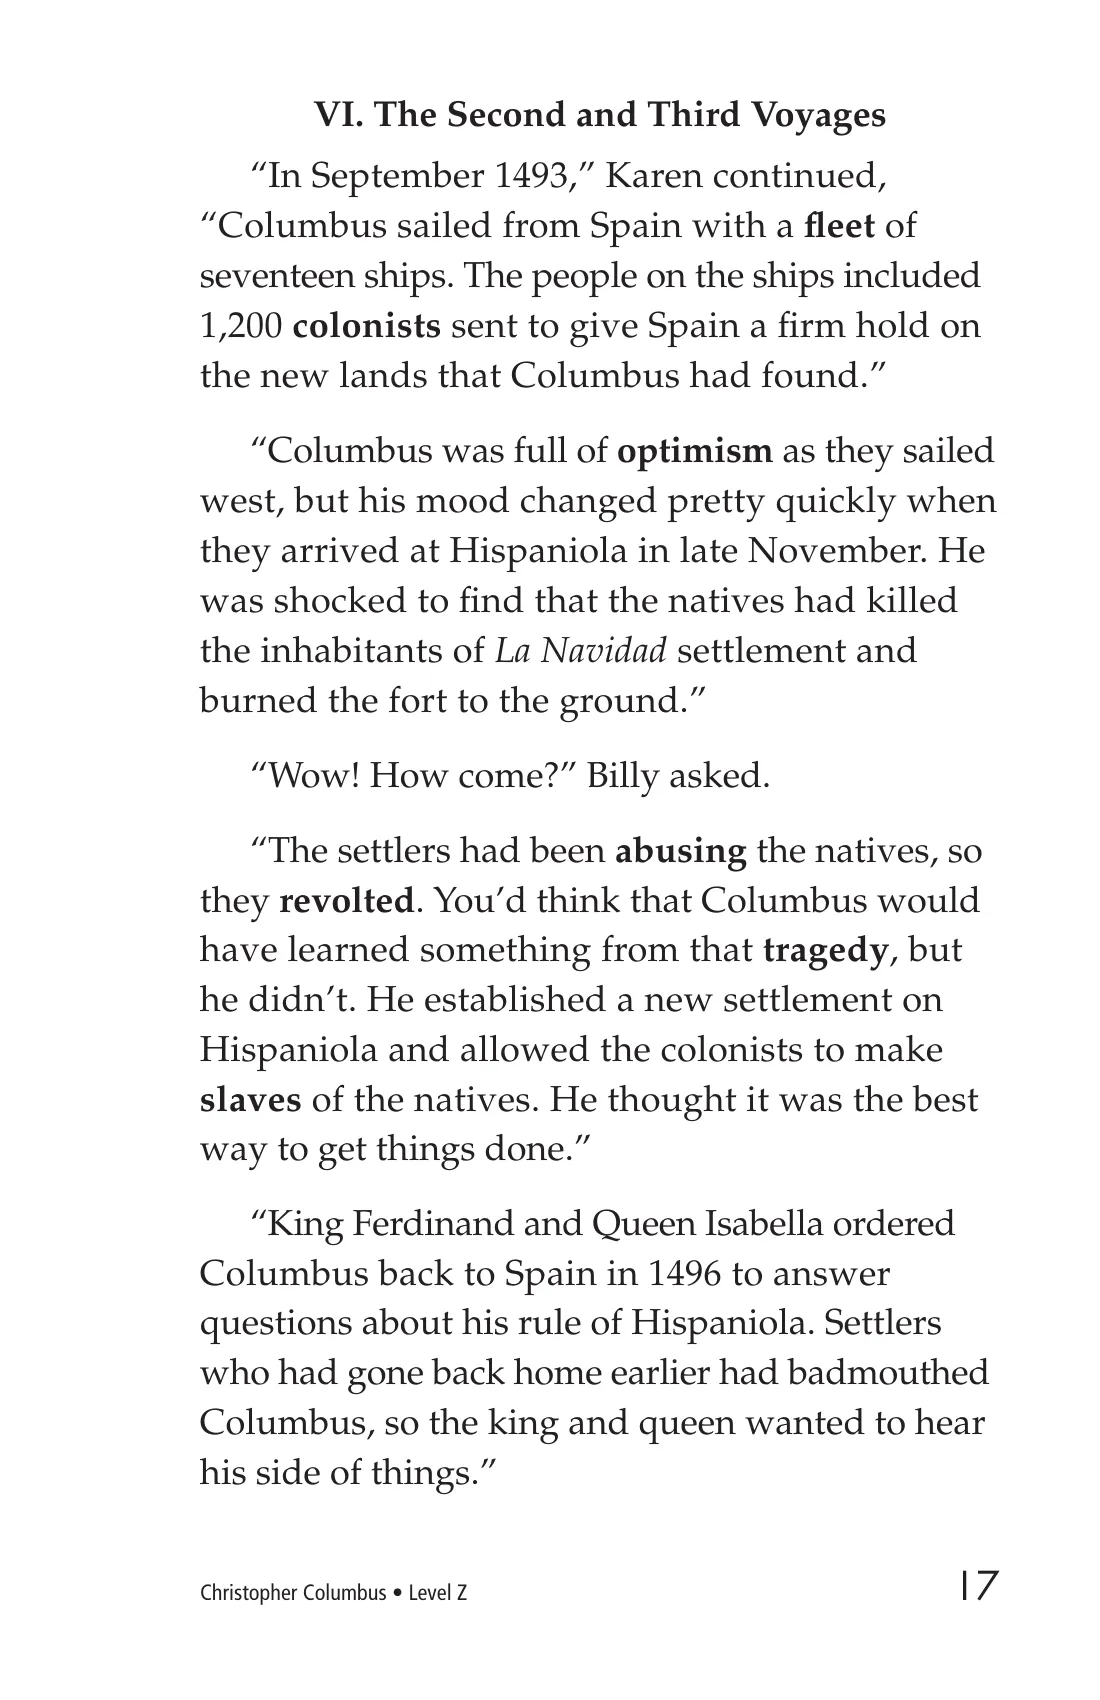 VI. The Second and Third Voyages
“In September 1493,” Karen continued,
“Columbus sailed from Spain with a fleet of
seventeen ships. The people on the ships included
1,200 colonists sent to give Spain a firm hold on
the new lands that Columbus had found.”
“Columbus was full of optimism as they sailed
west, but his mood changed pretty quickly when
they arrived at Hispaniola in late November. He
was shocked to find that the natives had killed
the inhabitants of La Navidad settlement and
burned the fort to the ground.”
“Wow! How come?” Billy asked.
“The settlers had been abusing the natives, so
they revolted. You’d think that Columbus would
have learned something from that tragedy, but
he didn’t. He established a new settlement on
Hispaniola and allowed the colonists to make
slaves of the natives. He thought it was the best
way to get things done.”
“King Ferdinand and Queen Isabella ordered
Columbus back to Spain in 1496 to answer
questions about his rule of Hispaniola. Settlers
who had gone back home earlier had badmouthed
Columbus, so the king and queen wanted to hear
his side of things.”
Christopher Columbus • Level Z 17